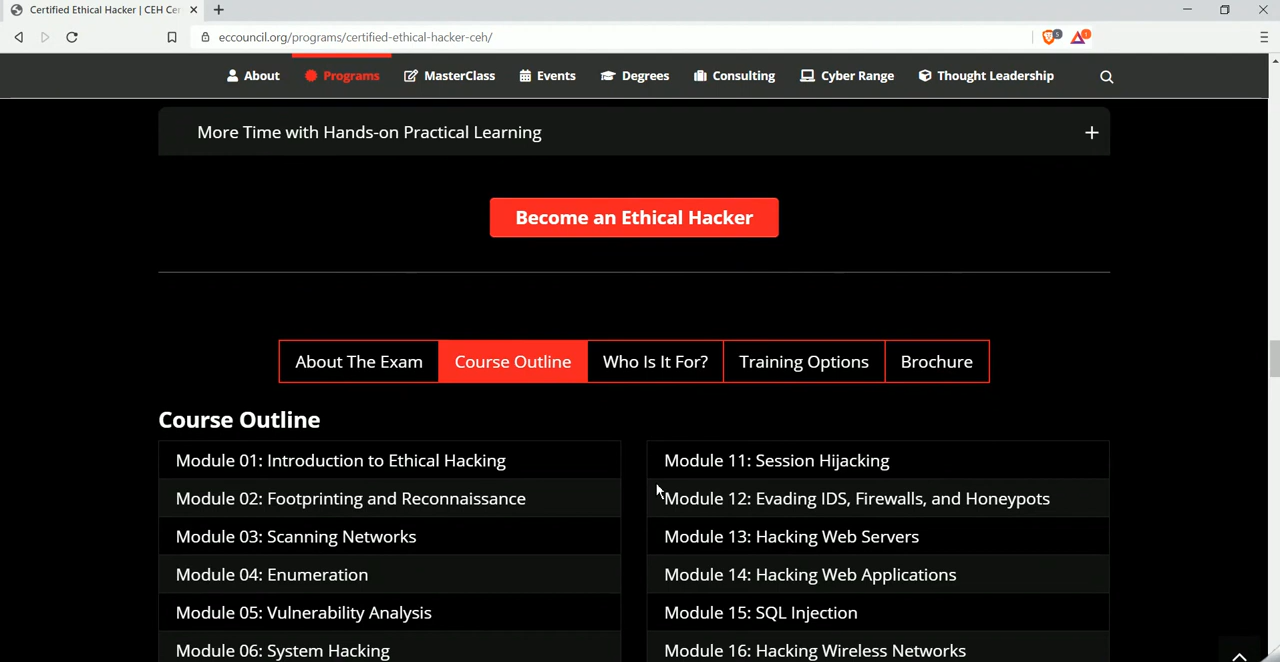 Certified Ethical Hacker | CEH Cer
eccouncil.org/programs/certified-ethical-hacker-ceh/
5
1
About Programs MasterClass Events Degrees Consulting Cyber Range Thought Leadership
More Time with Hands-on Practical Learning
Become an Ethical Hacker
About The Exam Course Outline Who Is It For? Training Options Brochure
Course Outline
Module 01: Introduction to Ethical Hacking
Module 02: Footprinting and Reconnaissance
Module 03: Scanning Networks
Module 04: Enumeration
Module 05: Vulnerability Analysis
Module 06: System Hacking
Module 11: Session Hijacking
Module 12: Evading IDS, Firewalls, and Honeypots
Module 13: Hacking Web Servers
Module 14: Hacking Web Applications
Module 15: SQL Injection
Module 16: Hacking Wireless Networks